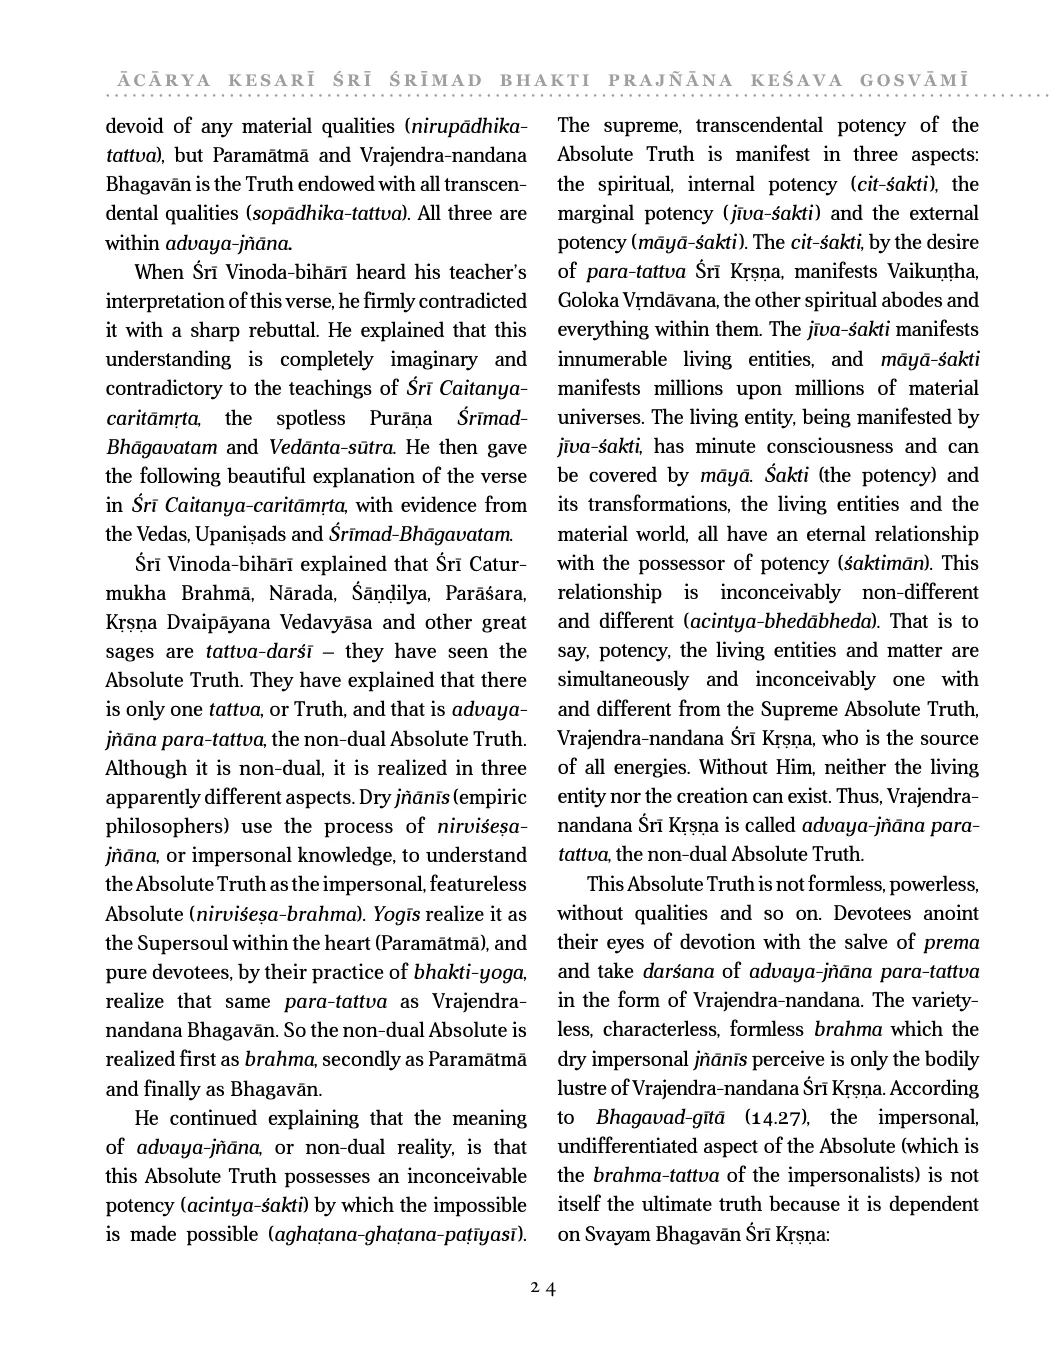 ĀCĀRYA KESARĪ ŚRĪ ŚRĪMAD BHAKTI PRAJÑĀNA KEŚAVA GOSVĀMĪ
devoid of any material qualities (nirupādhika-
tattva), but Paramātmā and Vrajendra-nandana
Bhagavān is the Truth endowed with all transcen-
dental qualities (sopādhika-tattva). All three are
within advaya-jñāna.
When Śrī Vinoda-bihārī heard his teacher’s
interpretation of this verse, he firmly contradicted
it with a sharp rebuttal. He explained that this
understanding is completely imaginary and
contradictory to the teachings of Śrī Caitanya-
caritāmṛta, the spotless Purāṇa Śrīmad-
Bhāgavatam and Vedānta-sūtra. He then gave
the following beautiful explanation of the verse
in Śrī Caitanya-caritāmṛta, with evidence from
the Vedas, Upaniṣads and Śrīmad-Bhāgavatam.
Śrī Vinoda-bihārī explained that Śrī Catur-
mukha Brahmā, Nārada, Śāṇḍilya, Parāśara,
Kṛṣṇa Dvaipāyana Vedavyāsa and other great
sages are tattva-darśī – they have seen the
Absolute Truth. They have explained that there
is only one tattva, or Truth, and that is advaya-
jñāna para-tattva, the non-dual Absolute Truth.
Although it is non-dual, it is realized in three
apparently different aspects. Dry jñānīs (empiric
philosophers) use the process of nirviśeṣa-
jñāna, or impersonal knowledge, to understand
the Absolute Truth as the impersonal, featureless
Absolute (nirviśeṣa-brahma). Yogīs realize it as
the Supersoul within the heart (Paramātmā), and
pure devotees, by their practice of bhakti-yoga,
realize that same para-tattva as Vrajendra-
nandana Bhagavān. So the non-dual Absolute is
realized first as brahma, secondly as Paramātmā
and finally as Bhagavān.
He continued explaining that the meaning
of advaya-jñāna, or non-dual reality, is that
this Absolute Truth possesses an inconceivable
potency (acintya-śakti) by which the impossible
is made possible (aghaṭana-ghaṭana-paṭīyasī).
The supreme, transcendental potency of the
Absolute Truth is manifest in three aspects:
the spiritual, internal potency (cit-śakti), the
marginal potency (jīva-śakti) and the external
potency (māyā-śakti). The cit-śakti, by the desire
of para-tattva Śrī Kṛṣṇa, manifests Vaikuṇṭha,
Goloka Vṛndāvana, the other spiritual abodes and
everything within them. The jīva-śakti manifests
innumerable living entities, and māyā-śakti
manifests millions upon millions of material
universes. The living entity, being manifested by
jīva-śakti, has minute consciousness and can
be covered by māyā. Śakti (the potency) and
its transformations, the living entities and the
material world, all have an eternal relationship
with the possessor of potency (śaktimān). This
relationship is inconceivably non-different
and different (acintya-bhedābheda). That is to
say, potency, the living entities and matter are
simultaneously and inconceivably one with
and different from the Supreme Absolute Truth,
Vrajendra-nandana Śrī Kṛṣṇa, who is the source
of all energies. Without Him, neither the living
entity nor the creation can exist. Thus, Vrajendra-
nandana Śrī Kṛṣṇa is called advaya-jñāna para-
tattva, the non-dual Absolute Truth.
This Absolute Truth is not formless, powerless,
without qualities and so on. Devotees anoint
their eyes of devotion with the salve of prema
and take darśana of advaya-jñāna para-tattva
in the form of Vrajendra-nandana. The variety-
less, characterless, formless brahma which the
dry impersonal jñānīs perceive is only the bodily
lustre of Vrajendra-nandana Śrī Kṛṣṇa. According
to Bhagavad-gītā (14.27), the impersonal,
undifferentiated aspect of the Absolute (which is
the brahma-tattva of the impersonalists) is not
itself the ultimate truth because it is dependent
on Svayam Bhagavān Śrī Kṛṣṇa:
24